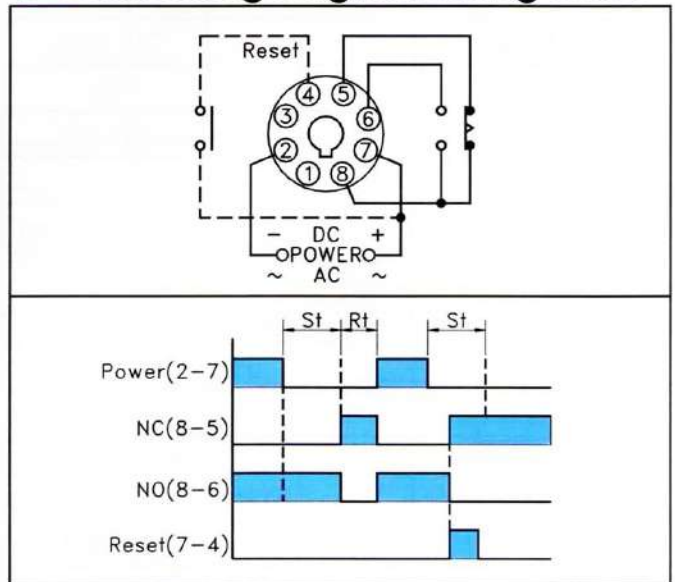 Reset
4 5
3 6
2 7
1 8
- DC +
POWER
~ AC ~
St Rt St
Power(2-7)
NC(8-5)
NO(8-6)
Reset(7-4)